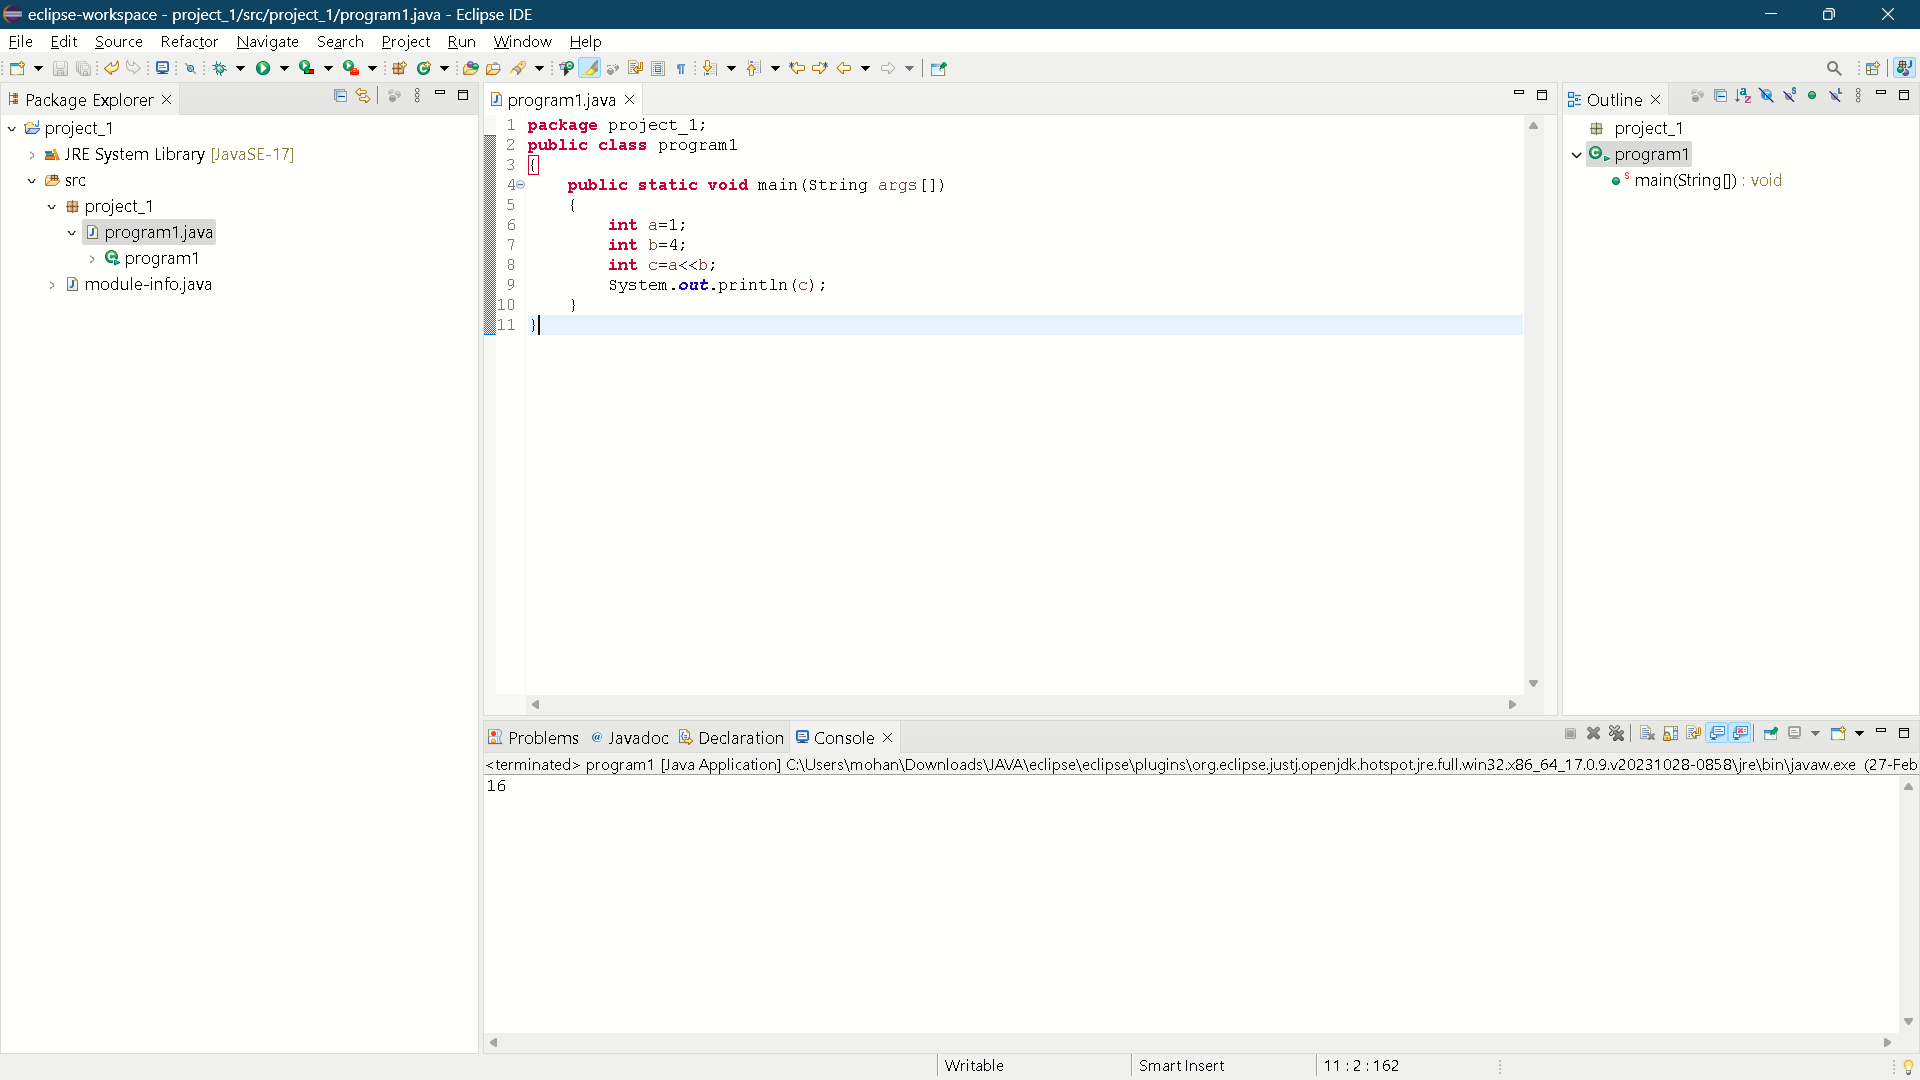 eclipse-workspace - project_1/src/project_1/program1.java - Eclipse IDE
File Edit Source Refactor Navigate Search Project Run Window Help
Package Explorer
project_1
JRE System Library [JavaSE-17]
src
project_1
program1.java
program1
module-info.java
program1.java
1 package project_1;
2 public class program1
3 {
4 public static void main(String args[])
5 {
6 int a=1;
7 int b=4;
8 int c=a<<b;
9 System.out.println(c);
10 }
11 }
Outline
project_1
program1
main(String[]) : void
Problems Javadoc Declaration Console
<terminated> program1 [Java Application] C:\Users\mohan\Downloads\JAVA\eclipse\eclipse\plugins\org.eclipse.justj.openjdk.hotspot.jre.full.win32.x86_64_17.0.9.v20231028-0858\jre\bin\javaw.exe (27-Feb
16
Writable Smart Insert 11 : 2 : 162